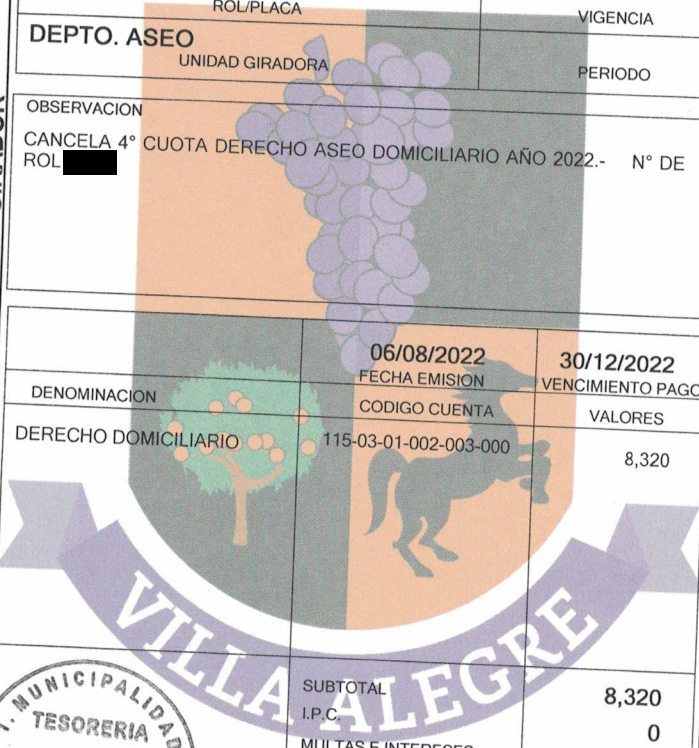 ROL/PLACA
VIGENCIA
DEPTO. ASEO
UNIDAD GIRADORA
PERIODO
OBSERVACION
CANCELA 4° CUOTA DERECHO ASEO DOMICILIARIO AÑO 2022.- N° DE
ROL
06/08/2022
FECHA EMISION
30/12/2022
VENCIMIENTO PAGO
DENOMINACION
CODIGO CUENTA
VALORES
DERECHO DOMICILIARIO
115-03-01-002-003-000
8,320
VILLA ALEGRE
SUBTOTAL
8,320
I.P.C.
0
MULTAS E INTERESES
I. MUNICIPALIDAD
TESORERIA